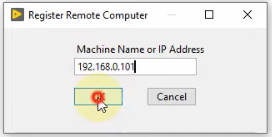 Register Remote Computer
Machine Name or IP Address
192.168.0.101
Cancel